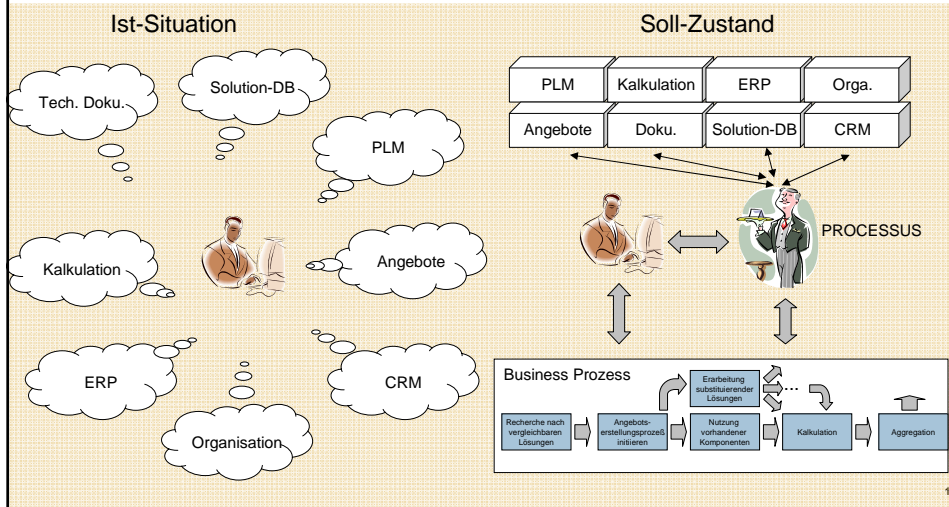 Ist-Situation
Tech. Doku.
Solution-DB
PLM
Kalkulation
Angebote
ERP
CRM
Organisation
Soll-Zustand
PLM
Kalkulation
ERP
Orga.
Angebote
Doku.
Solution-DB
CRM
PROCESSUS
Business Prozess
Recherche nach
vergleichbaren
Lösungen
Angebots-
erstellungsprozeß
initiieren
Erarbeitung
substituierender
Lösungen
...
Nutzung
vorhandener
Komponenten
Kalkulation
Aggregation
1